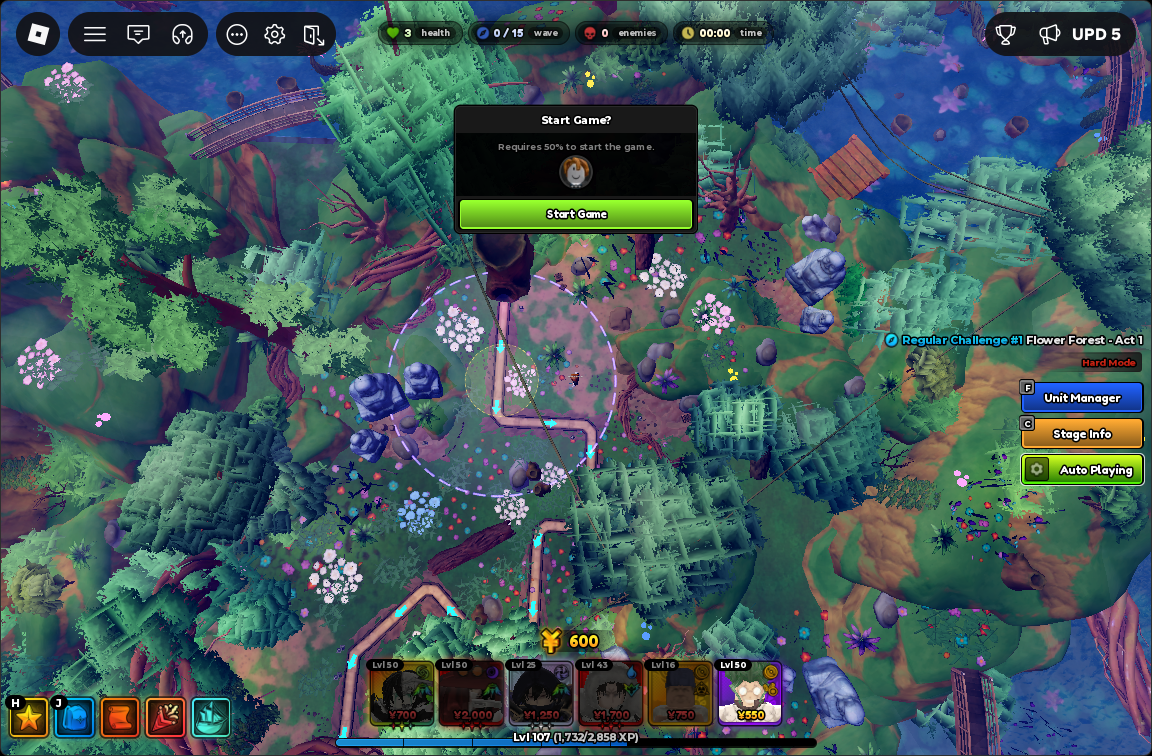 3 health
0 / 15 wave
0 enemies
00:00 time
UPD 5
Start Game?
Requires 50% to start the game.
Start Game
Regular Challenge #1 Flower Forest - Act 1
Hard Mode
F
Unit Manager
C
Stage Info
Auto Playing
¥ 600
Lvl 50
Lvl 50
Lvl 25
Lvl 43
Lvl 16
Lvl 50
¥700
¥2,000
¥1,250
¥1,700
¥750
¥550
H
J
Lvl 107 (1,732/2,858 XP)